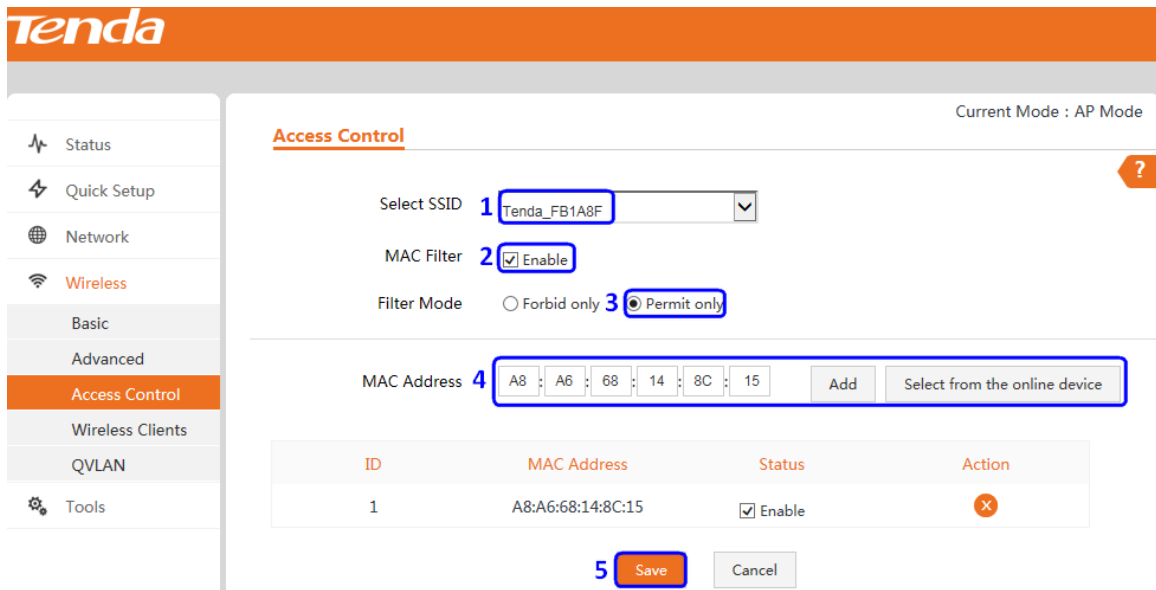 Tenda
Current Mode : AP Mode
Access Control
?
Status
Quick Setup
Network
Wireless
Basic
Advanced
Access Control
Wireless Clients
QVLAN
Tools
Select SSID 1 Tenda_FB1A8F
MAC Filter 2 Enable
Filter Mode Forbid only 3 Permit only
MAC Address 4 A8 : A6 : 68 : 14 : 8C : 15 Add Select from the online device
ID MAC Address Status Action
1 A8:A6:68:14:8C:15 Enable X
5 Save Cancel